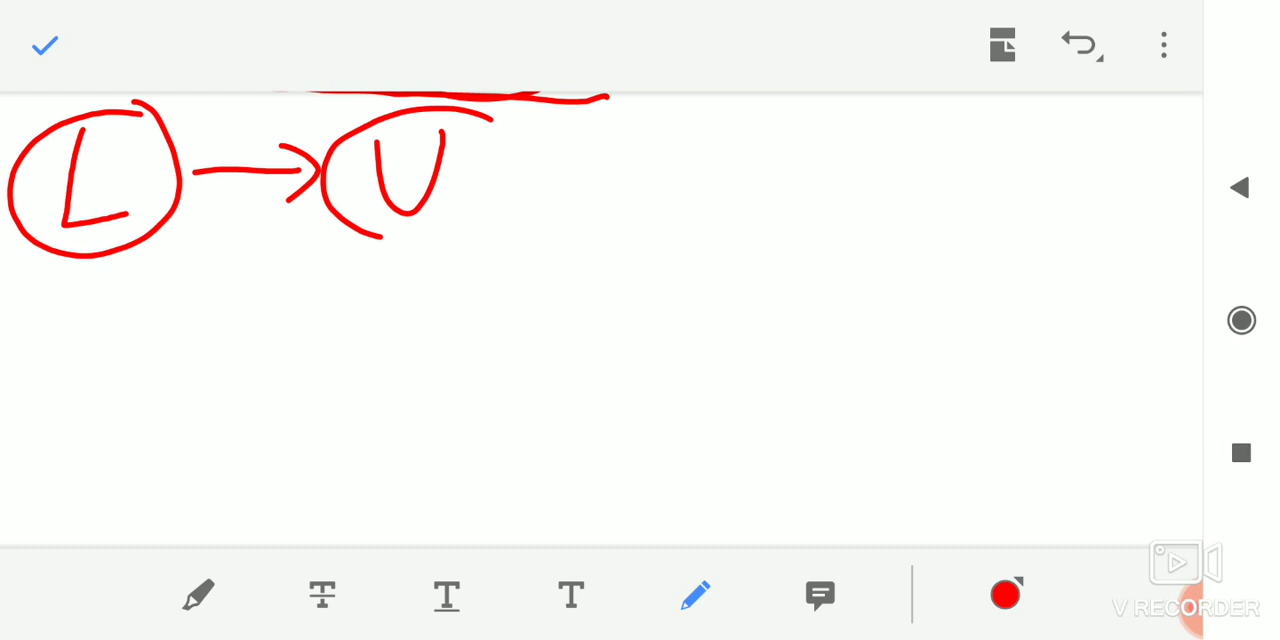 L → U
V RECORDER